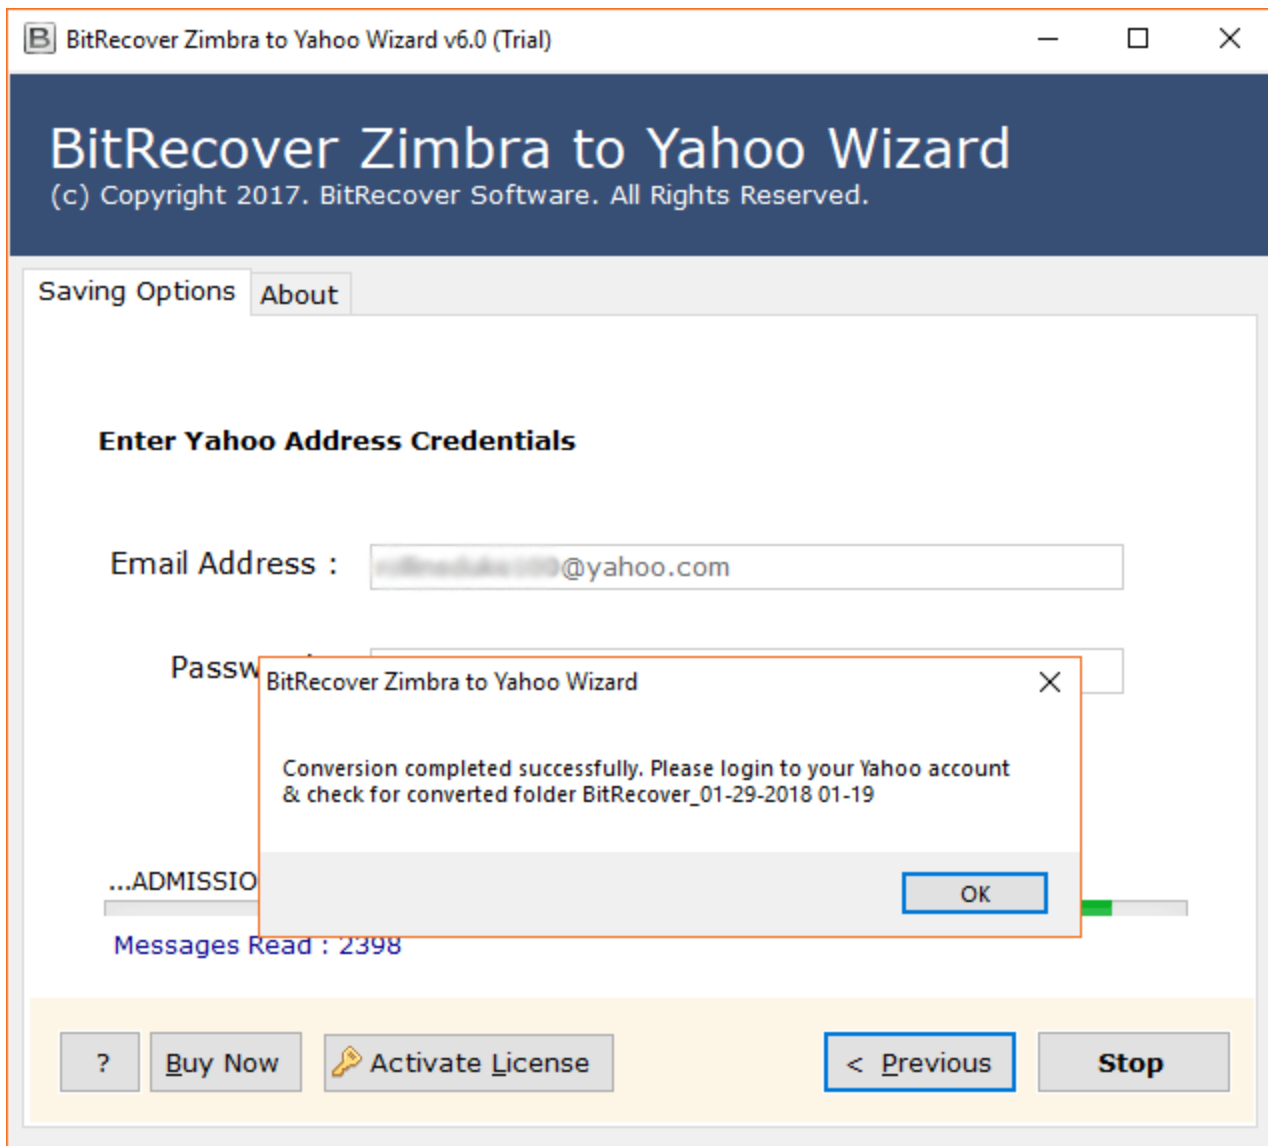 B BitRecover Zimbra to Yahoo Wizard v6.0 (Trial)
BitRecover Zimbra to Yahoo Wizard
(c) Copyright 2017. BitRecover Software. All Rights Reserved.
Saving Options About
Enter Yahoo Address Credentials
Email Address : @yahoo.com
Passw
BitRecover Zimbra to Yahoo Wizard
Conversion completed successfully. Please login to your Yahoo account
& check for converted folder BitRecover_01-29-2018 01-19
OK
...ADMISSIO
Messages Read : 2398
? Buy Now Activate License < Previous Stop